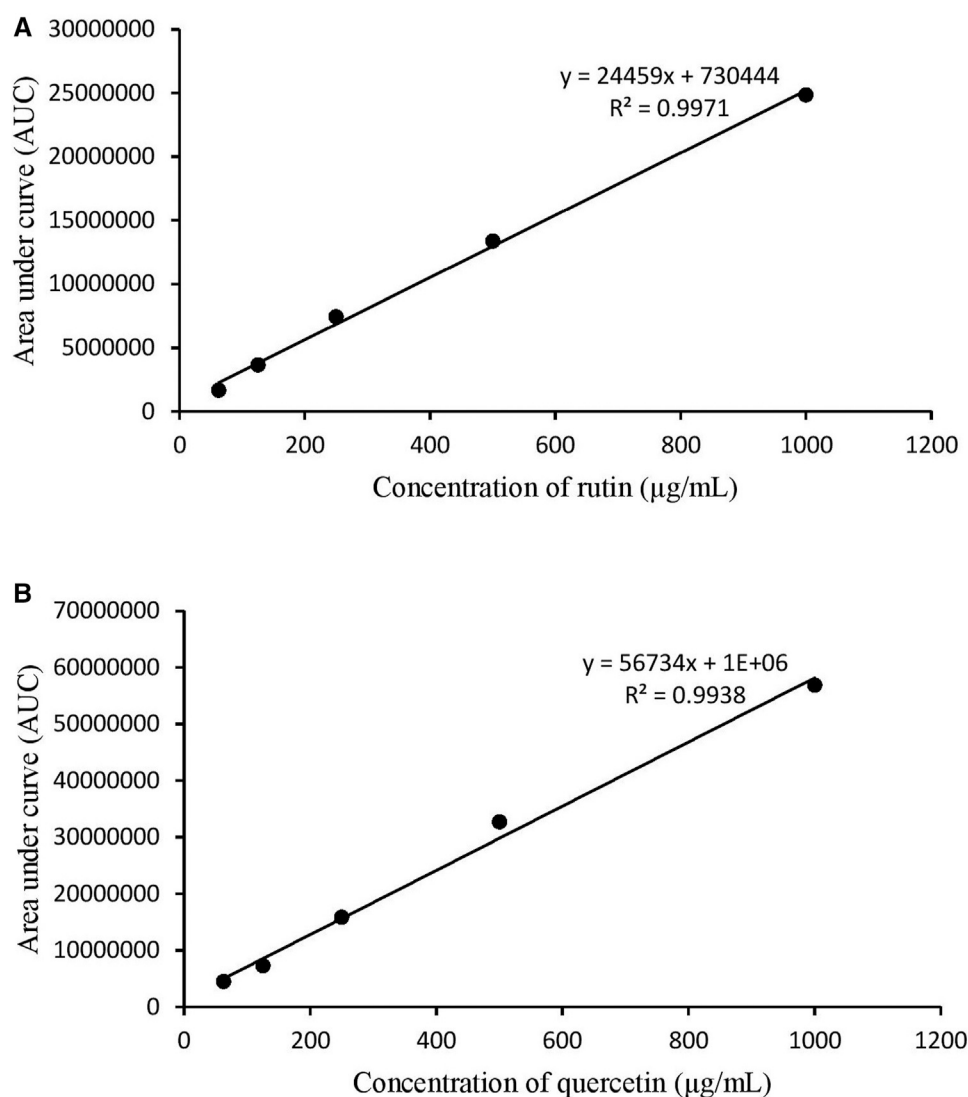 A
30000000
25000000
20000000
15000000
10000000
5000000
0
Area under curve (AUC)
y = 24459x + 730444
R² = 0.9971
0 200 400 600 800 1000 1200
Concentration of rutin (μg/mL)
B
70000000
60000000
50000000
40000000
30000000
20000000
10000000
0
Area under curve (AUC)
y = 56734x + 1E+06
R² = 0.9938
0 200 400 600 800 1000 1200
Concentration of quercetin (μg/mL)